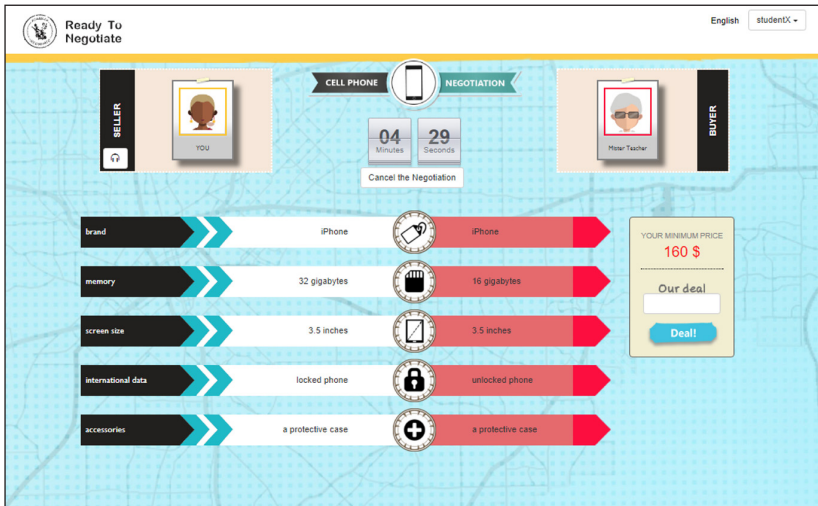 Ready To
Negotiate
English
studentX
SELLER
YOU
CELL PHONE
NEGOTIATION
04
Minutes
29
Seconds
Cancel the Negotiation
Mister Teacher
BUYER
brand
iPhone
iPhone
memory
32 gigabytes
16 gigabytes
screen size
3.5 inches
3.5 inches
international data
locked phone
unlocked phone
accessories
a protective case
a protective case
YOUR MINIMUM PRICE
160 $
Our deal
Deal!